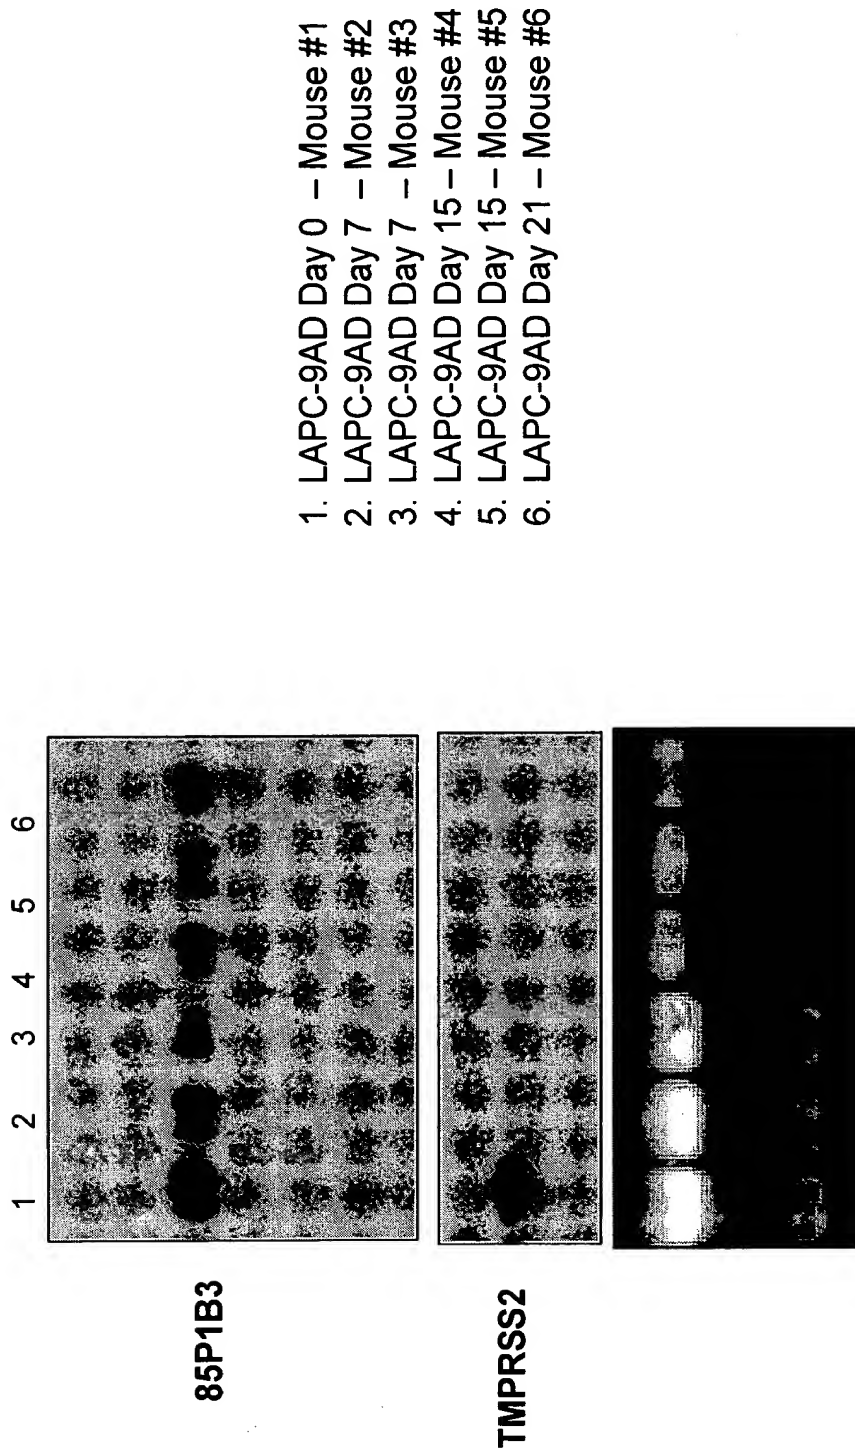 1 2 3 4 5 6
85P1B3
TMPRSS2
1. LAPC-9AD Day 0 – Mouse #1
2. LAPC-9AD Day 7 – Mouse #2
3. LAPC-9AD Day 7 – Mouse #3
4. LAPC-9AD Day 15 – Mouse #4
5. LAPC-9AD Day 15 – Mouse #5
6. LAPC-9AD Day 21 – Mouse #6